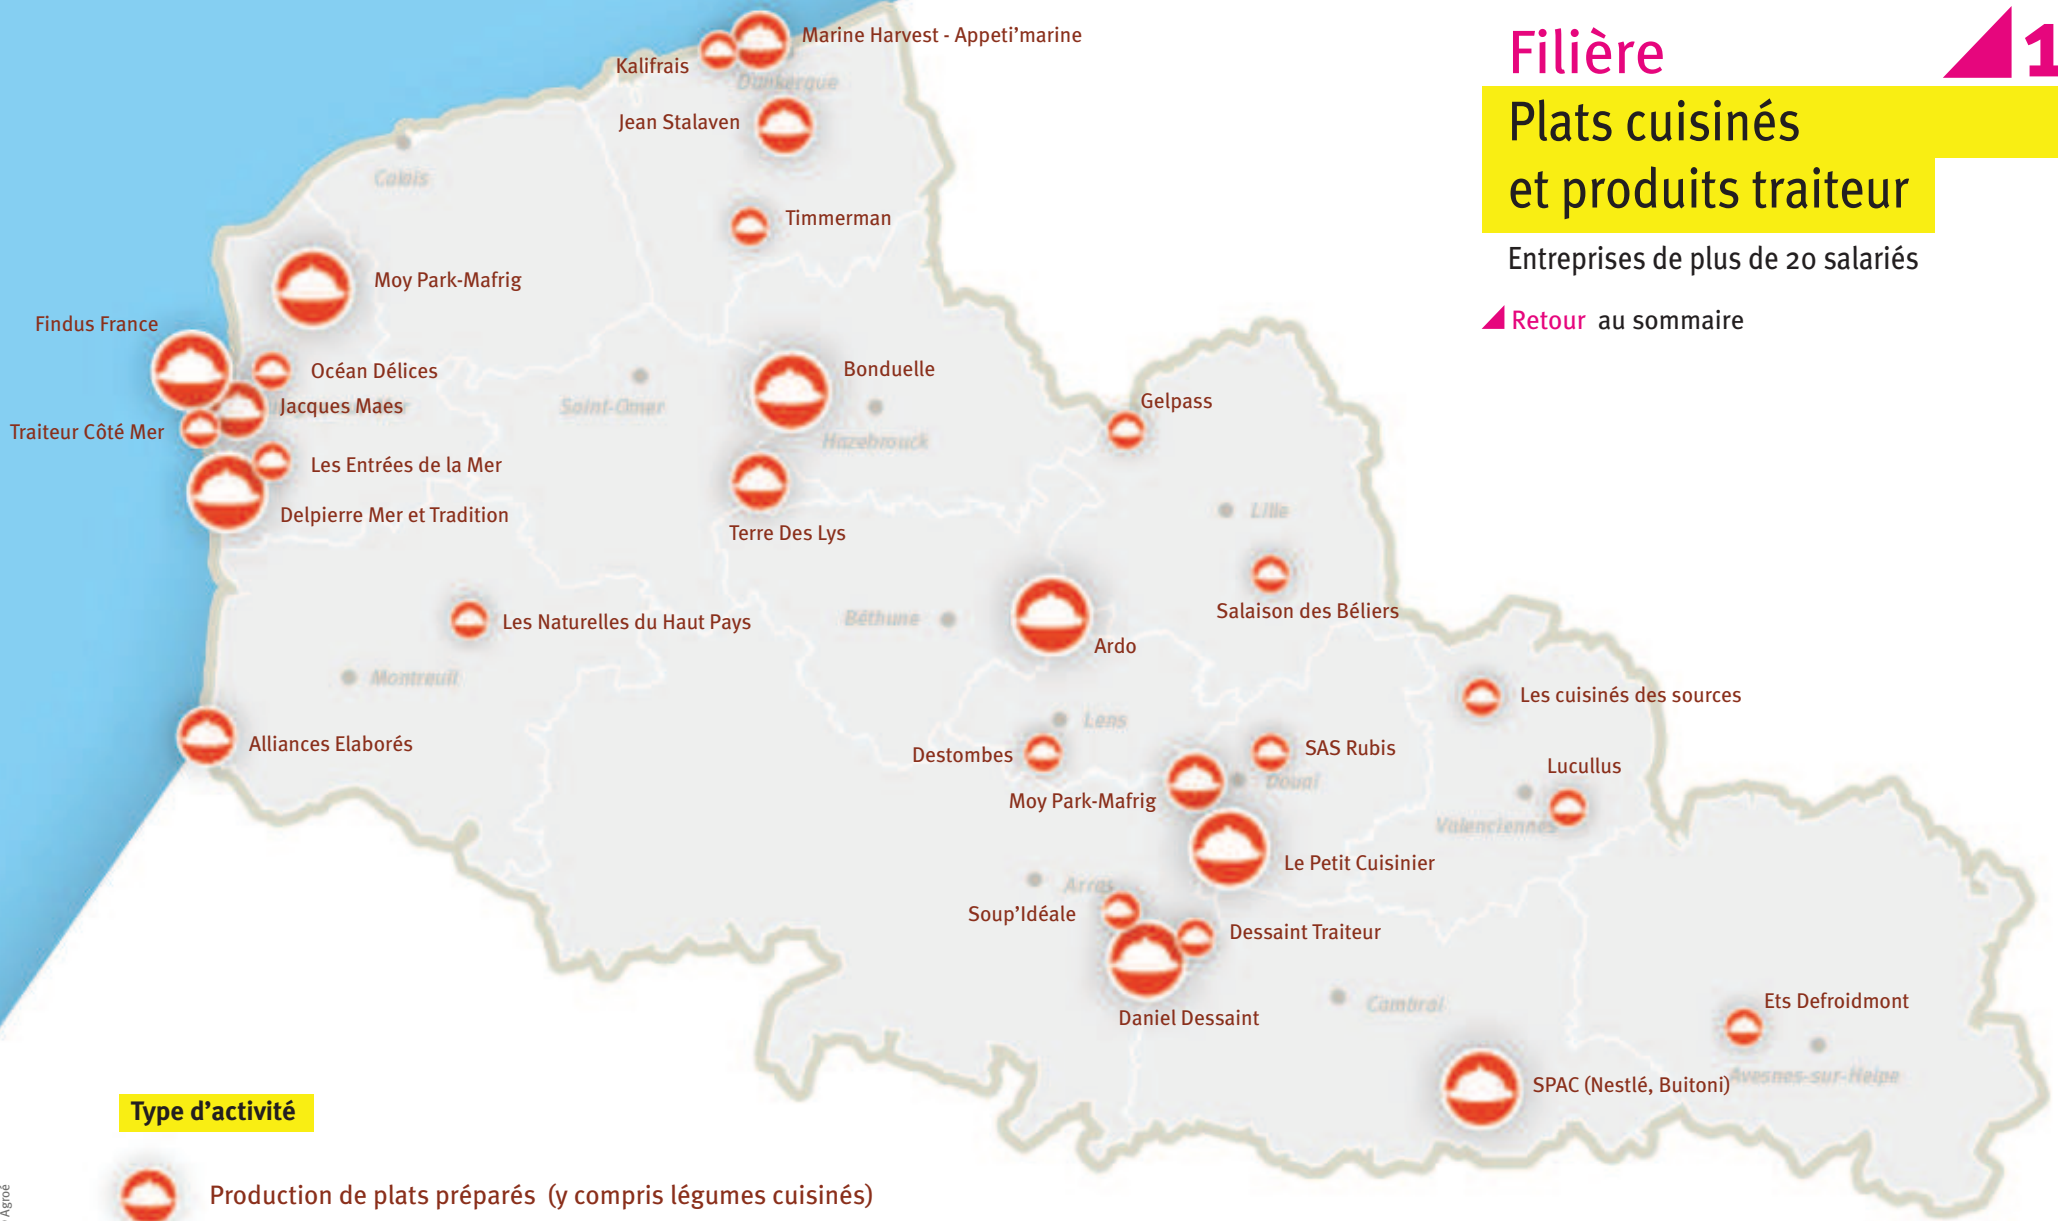 Filière
1
Plats cuisinés
et produits traiteur
Entreprises de plus de 20 salariés
Retour au sommaire
Marine Harvest - Appeti’marine
Kalifrais
Dunkerque
Jean Stalaven
Calais
Timmerman
Moy Park-Mafrig
Findus France
Océan Délices
Bonduelle
Jacques Maes
Saint-Omer
Gelpass
Traiteur Côté Mer
Hazebrouck
Les Entrées de la Mer
Delpierre Mer et Tradition
Lille
Terre Des Lys
Salaison des Béliers
Les Naturelles du Haut Pays
Béthune
Ardo
Montreuil
Les cuisinés des sources
Lens
Alliances Elaborés
Destombes
SAS Rubis
Lucullus
Douai
Moy Park-Mafrig
Valenciennes
Le Petit Cuisinier
Arras
Soup’Idéale
Dessaint Traiteur
Cambrai
Ets Defroidmont
Daniel Dessaint
SPAC (Nestlé, Buitoni)
Avesnes-sur-Helpe
Type d’activité
Production de plats préparés (y compris légumes cuisinés)
Agroé